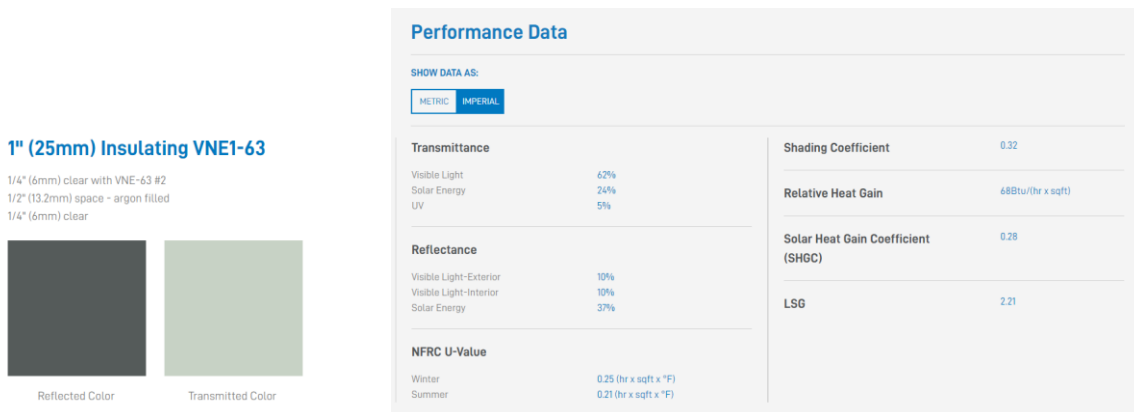 1" (25mm) Insulating VNE1-63
1/4" (6mm) clear with VNE-63 #2
1/2" (13.2mm) space - argon filled
1/4" (6mm) clear
Reflected Color
Transmitted Color
Performance Data
SHOW DATA AS:
METRIC IMPERIAL
Transmittance
Visible Light 62%
Solar Energy 24%
UV 5%
Reflectance
Visible Light-Exterior 10%
Visible Light-Interior 10%
Solar Energy 37%
NFRC U-Value
Winter 0.25 (hr x sqft x °F)
Summer 0.21 (hr x sqft x °F)
Shading Coefficient 0.32
Relative Heat Gain 68Btu/(hr x sqft)
Solar Heat Gain Coefficient 0.28
(SHGC)
LSG 2.21